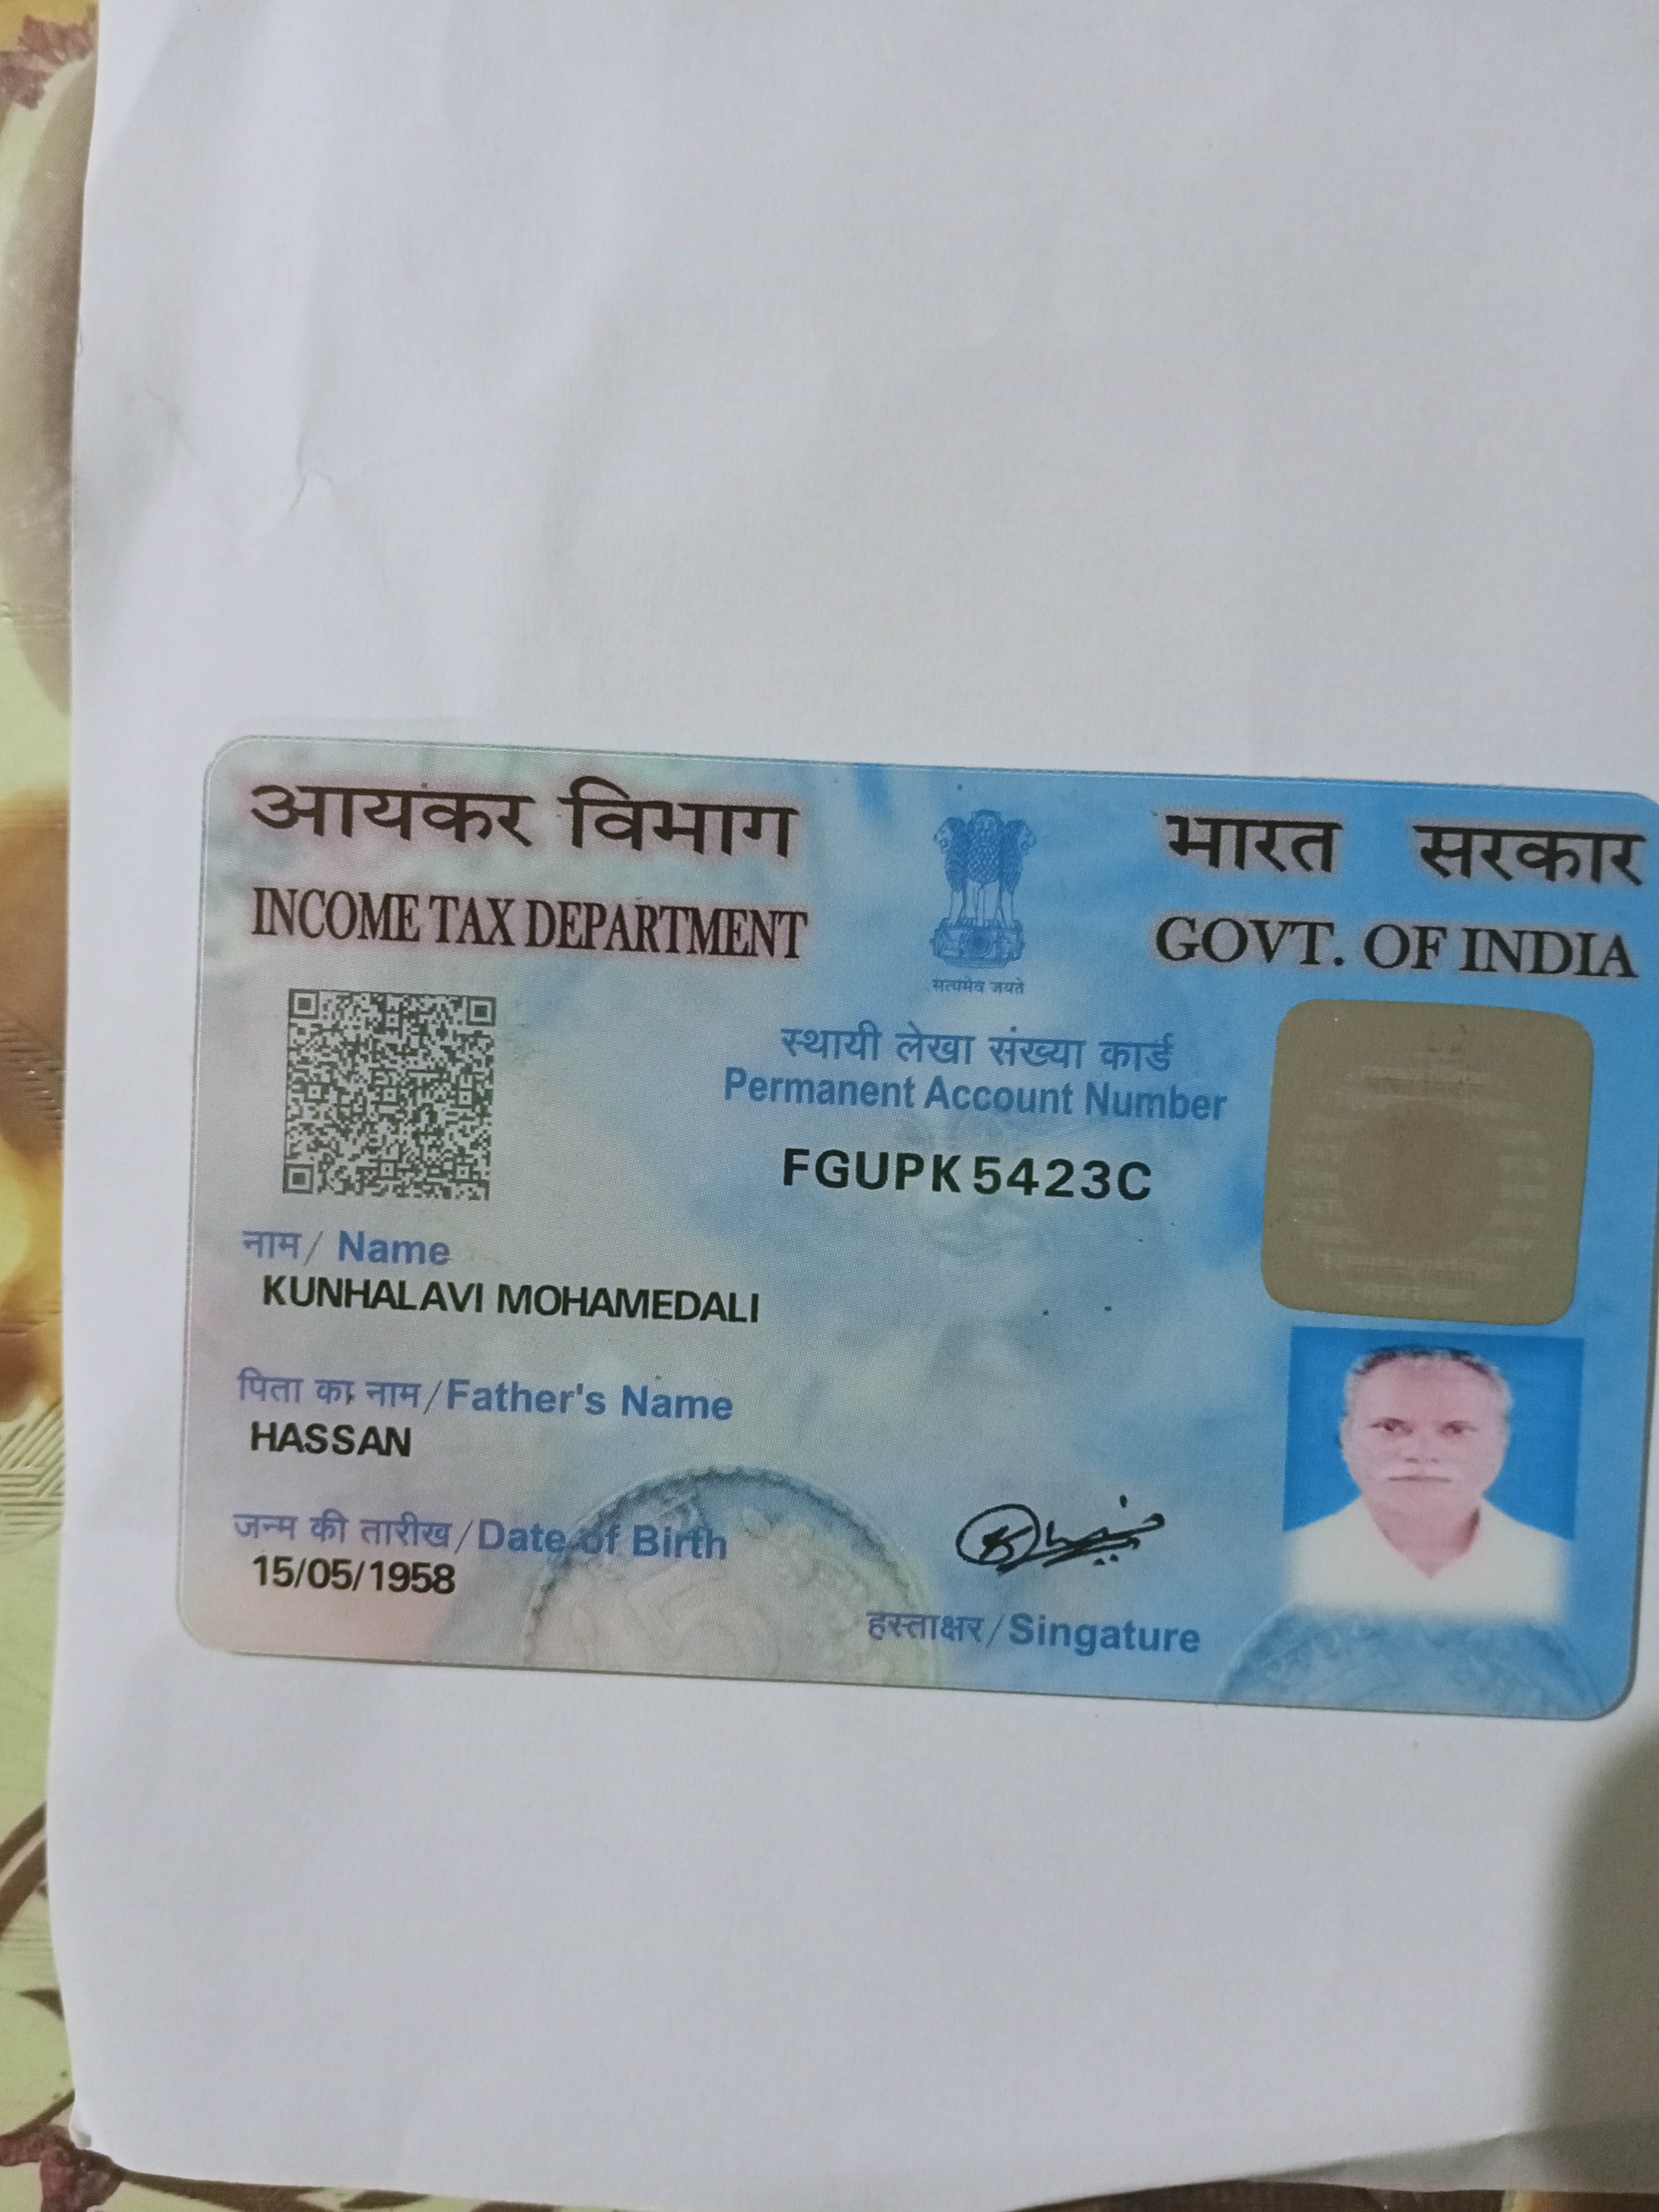 आयकर विभाग
INCOME TAX DEPARTMENT
भारत सरकार
GOVT. OF INDIA
सत्यमेव जयते
स्थायी लेखा संख्या कार्ड
Permanent Account Number
FGUPK5423C
नाम/ Name
KUNHALAVI MOHAMEDALI
पिता का नाम/Father's Name
HASSAN
जन्म की तारीख/Date of Birth
15/05/1958
हस्ताक्षर/Singature